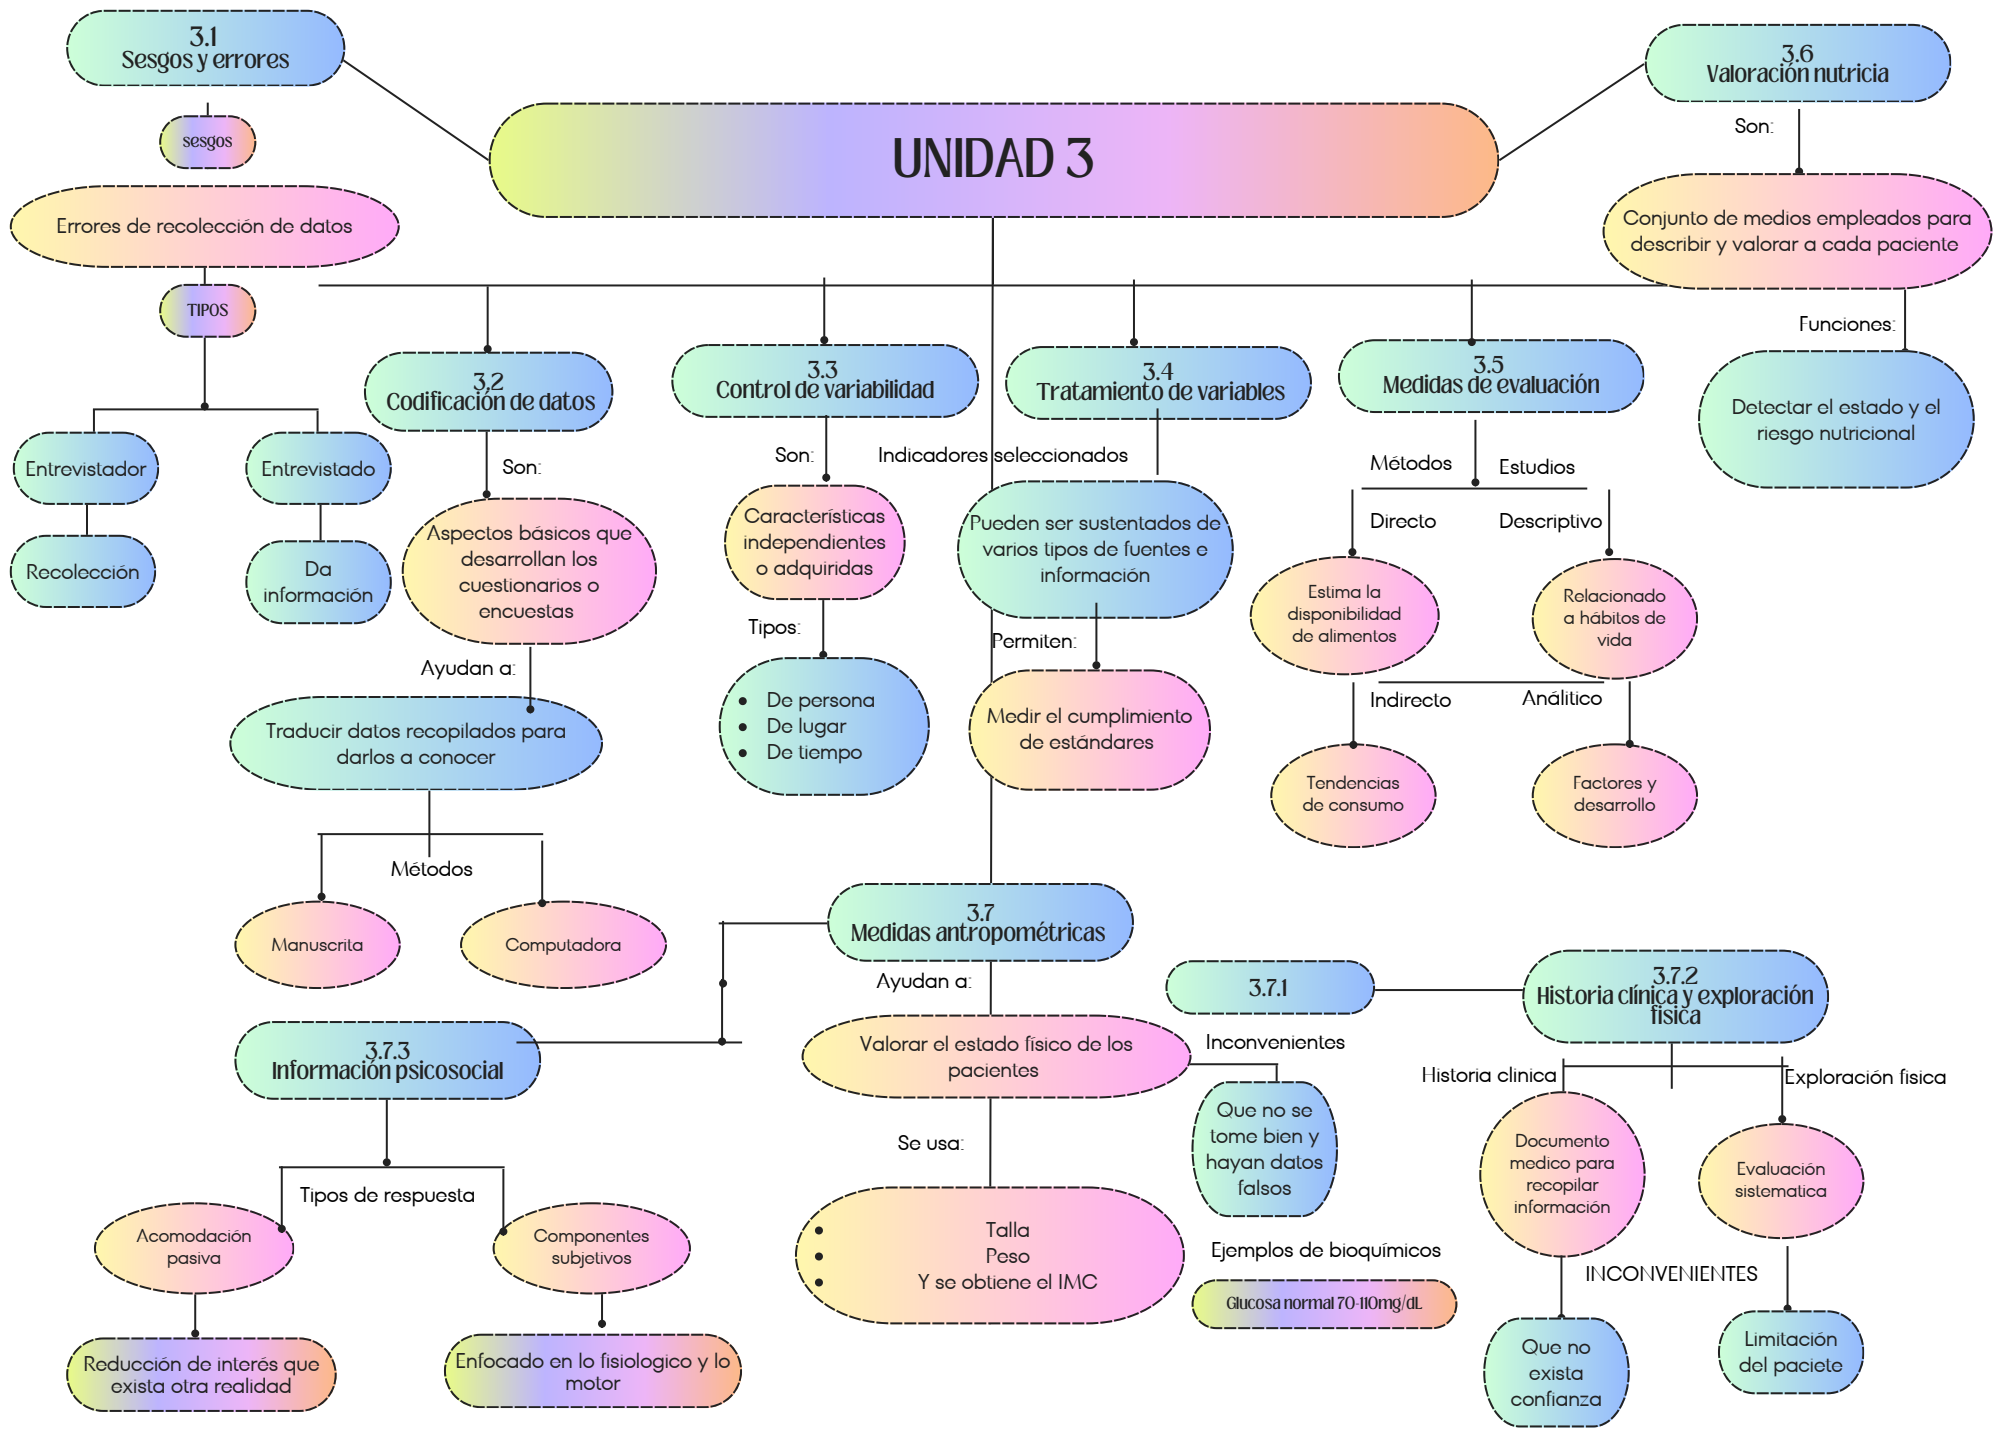 UNIDAD 3
3.1
Sesgos y errores
sesgos
Errores de recolección de datos
TIPOS
Entrevistador
Recolección
Entrevistado
Da
información
3.2
Codificación de datos
Son:
Aspectos básicos que
desarrollan los
cuestionarios o
encuestas
Ayudan a:
Traducir datos recopilados para
darlos a conocer
Métodos
Manuscrita
Computadora
3.3
Control de variabilidad
Son:
Características
independientes
o adquiridas
Tipos:
De persona
De lugar
De tiempo
3.4
Tratamiento de variables
Indicadores seleccionados
Pueden ser sustentados de
varios tipos de fuentes e
información
Permiten:
Medir el cumplimiento
de estándares
3.5
Medidas de evaluación
Métodos
Estudios
Directo
Descriptivo
Estima la
disponibilidad
de alimentos
Relacionado
a hábitos de
vida
Indirecto
Análitico
Tendencias
de consumo
Factores y
desarrollo
3.6
Valoración nutricia
Son:
Conjunto de medios empleados para
describir y valorar a cada paciente
Funciones:
Detectar el estado y el
riesgo nutricional
3.7
Medidas antropométricas
Ayudan a:
Valorar el estado físico de los
pacientes
Se usa:
Talla
Peso
Y se obtiene el IMC
3.7.1
Inconvenientes
Que no se
tome bien y
hayan datos
falsos
Ejemplos de bioquímicos
Glucosa normal 70-110mg/dL
3.7.2
Historia clínica y exploración
fisica
Historia clinica
Exploración fisica
Documento
medico para
recopilar
información
Evaluación
sistematica
INCONVENIENTES
Que no
exista
confianza
Limitación
del paciete
3.7.3
Información psicosocial
Tipos de respuesta
Acomodación
pasiva
Componentes
subjetivos
Reducción de interés que
exista otra realidad
Enfocado en lo fisiologico y lo
motor